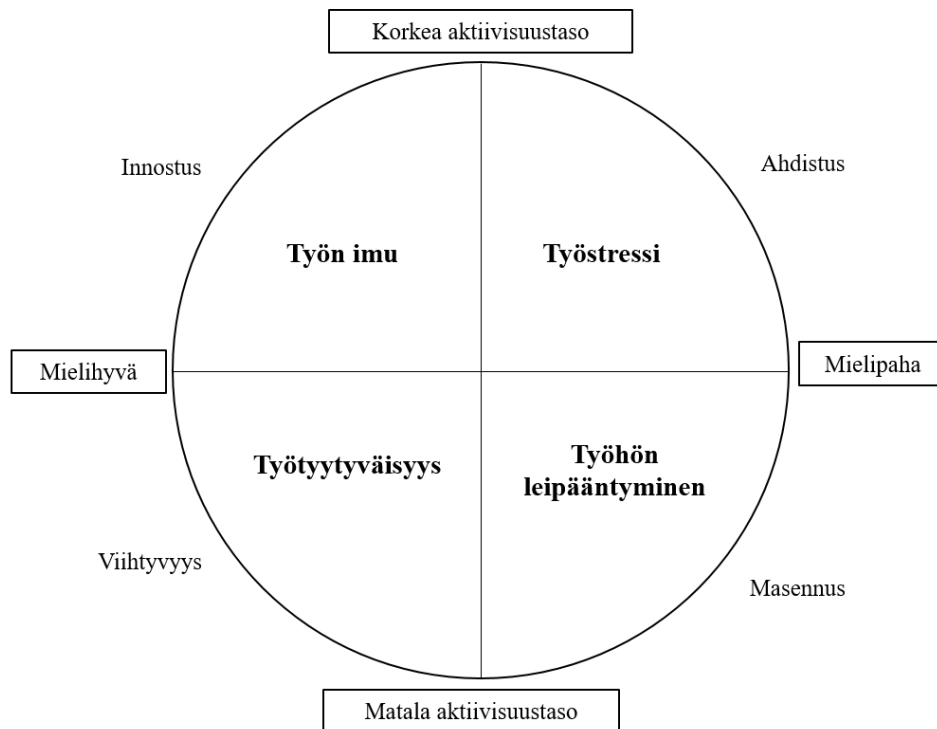 Korkea aktiivisuustaso
Innostus
Ahdistus
Työn imu
Työstressi
Mielihyvä
Mielipaha
Työtyytyväisyys
Työhön
leipääntyminen
Viihtyvyys
Masennus
Matala aktiivisuustaso